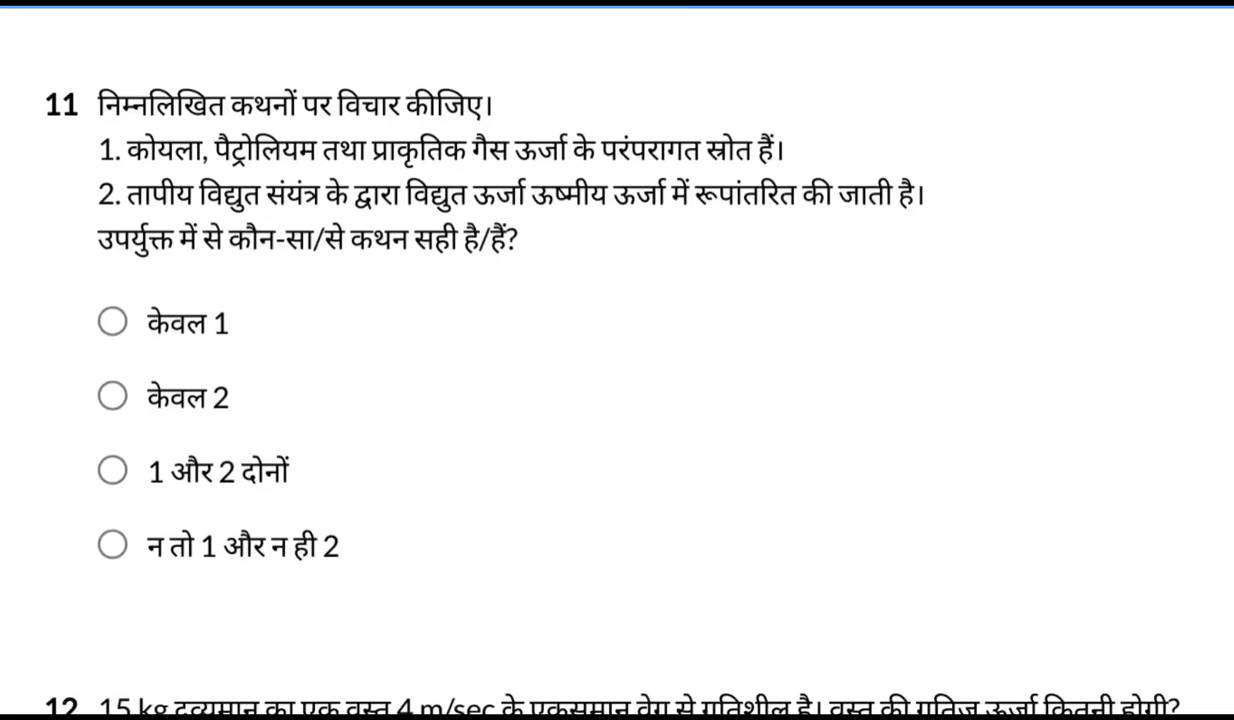 11 निम्नलिखित कथनों पर विचार कीजिए।
1. कोयला, पैट्रोलियम तथा प्राकृतिक गैस ऊर्जा के परंपरागत स्रोत हैं।
2. तापीय विद्युत संयंत्र के द्वारा विद्युत ऊर्जा ऊष्मीय ऊर्जा में रूपांतरित की जाती है।
उपर्युक्त में से कौन-सा/से कथन सही है/हैं?
केवल 1
केवल 2
1 और 2 दोनों
न तो 1 और न ही 2
12 15 kg द्रव्यमान का एक वस्तु 4 m/sec के एकसमान वेग से गतिशील है। वस्तु की गतिज ऊर्जा कितनी होगी?